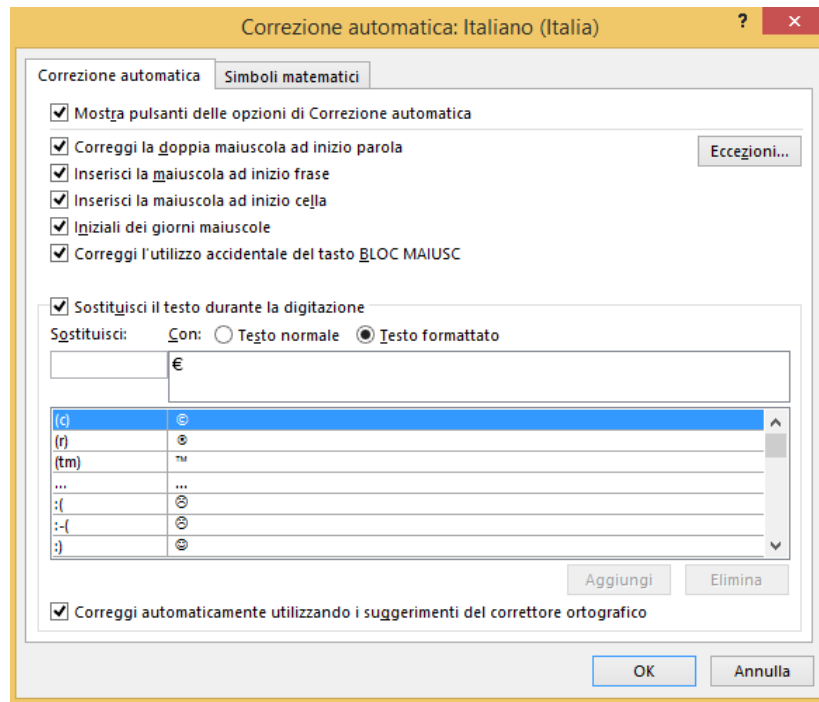 Correzione automatica: Italiano (Italia) ? ×
Correzione automatica Simboli matematici
Mostra pulsanti delle opzioni di Correzione automatica
Correggi la doppia maiuscola ad inizio parola
Eccezioni...
Inserisci la maiuscola ad inizio frase
Inserisci la maiuscola ad inizio cella
Iniziali dei giorni maiuscole
Correggi l'utilizzo accidentale del tasto BLOC MAIUSC
Sostituisci il testo durante la digitazione
Sostituisci: Con: Testo normale Testo formattato
€
(c) ©
(r) ®
(tm) ™
... ...
:( ☹
:-( ☹
:) ☺
Aggiungi Elimina
Correggi automaticamente utilizzando i suggerimenti del correttore ortografico
OK Annulla